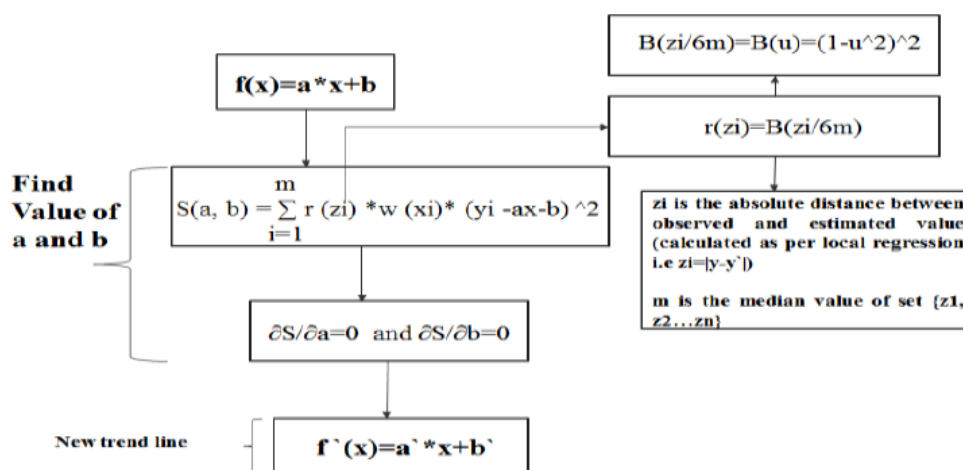 B(zi/6m)=B(u)=(1-u^2)^2
f(x)=a*x+b
r(zi)=B(zi/6m)
Find
Value of
a and b
m
S(a, b) = ∑ r (zi) *w (xi)* (yi -ax-b) ^2
i=1
zi is the absolute distance between
observed and estimated value
(calculated as per local regression
i.e zi=|y-y`|)
m is the median value of set {z1,
z2...zn}
∂S/∂a=0 and ∂S/∂b=0
New trend line
f`(x)=a`*x+b`